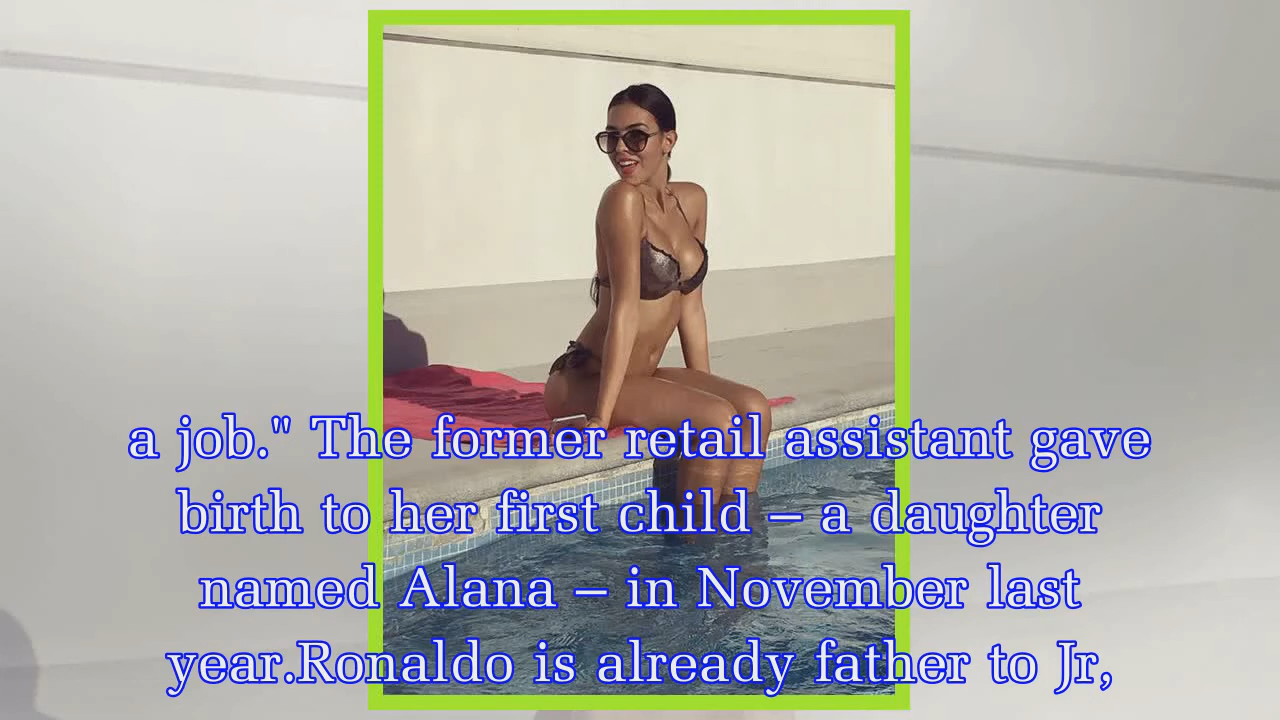 a job." The former retail assistant gave
birth to her first child – a daughter
named Alana – in November last
year.Ronaldo is already father to Jr,